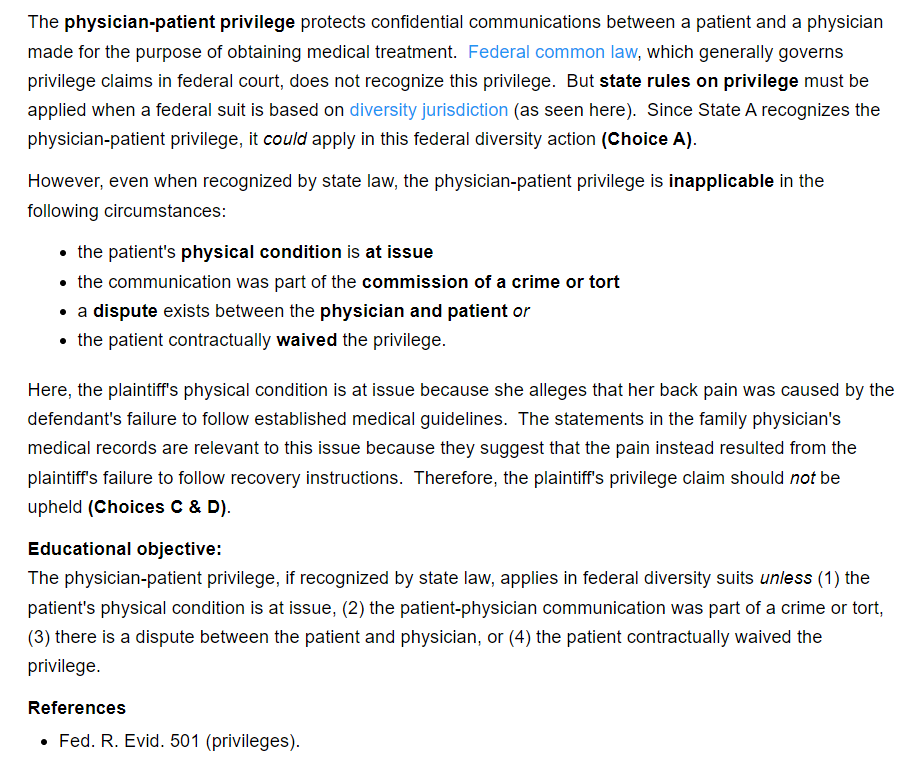 The physician-patient privilege protects confidential communications between a patient and a physician
made for the purpose of obtaining medical treatment. Federal common law, which generally governs
privilege claims in federal court, does not recognize this privilege. But state rules on privilege must be
applied when a federal suit is based on diversity jurisdiction (as seen here). Since State A recognizes the
physician-patient privilege, it could apply in this federal diversity action (Choice A).
However, even when recognized by state law, the physician-patient privilege is inapplicable in the
following circumstances:
• the patient's physical condition is at issue
• the communication was part of the commission of a crime or tort
• a dispute exists between the physician and patient or
• the patient contractually waived the privilege.
Here, the plaintiff's physical condition is at issue because she alleges that her back pain was caused by the
defendant's failure to follow established medical guidelines. The statements in the family physician's
medical records are relevant to this issue because they suggest that the pain instead resulted from the
plaintiff's failure to follow recovery instructions. Therefore, the plaintiff's privilege claim should not be
upheld (Choices C & D).
Educational objective:
The physician-patient privilege, if recognized by state law, applies in federal diversity suits unless (1) the
patient's physical condition is at issue, (2) the patient-physician communication was part of a crime or tort,
(3) there is a dispute between the patient and physician, or (4) the patient contractually waived the
privilege.
References
• Fed. R. Evid. 501 (privileges).